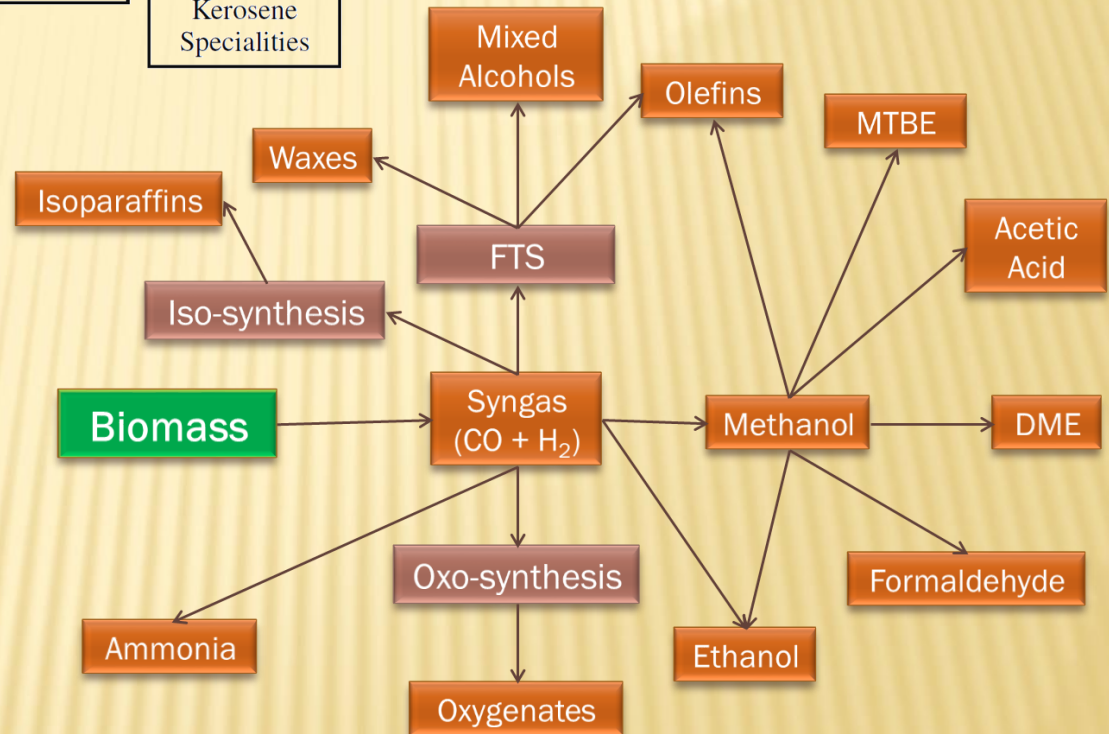 Kerosene
Specialities
Mixed
Alcohols
Olefins
MTBE
Waxes
Isoparaffins
Acetic
Acid
FTS
Iso-synthesis
Biomass
Syngas
(CO + H₂)
Methanol
DME
Oxo-synthesis
Formaldehyde
Ammonia
Ethanol
Oxygenates